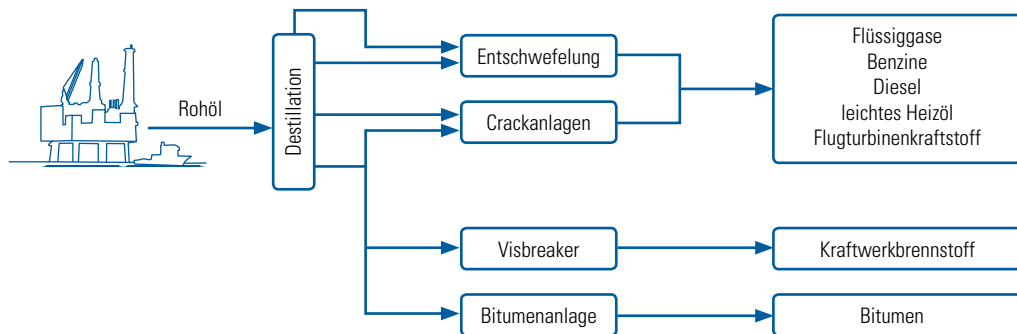 Rohöl
Destillation
Entschwefelung
Crackanlagen
Visbreaker
Bitumenanlage
Flüssiggase
Benzine
Diesel
leichtes Heizöl
Flugturbinenkraftstoff
Kraftwerkbrennstoff
Bitumen